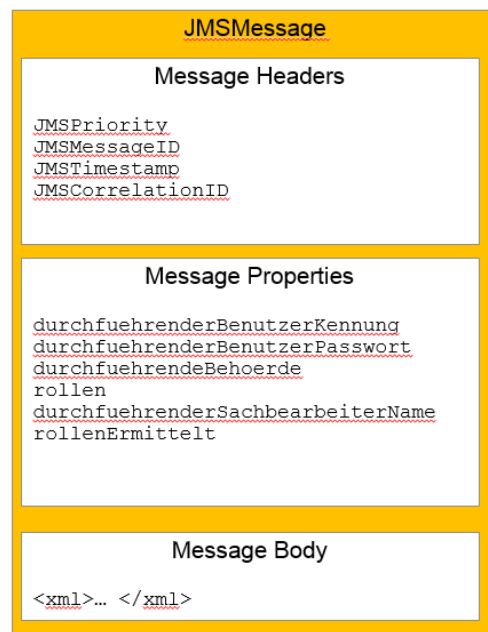 JMSMessage
Message Headers
JMSPriority
JMSMessageID
JMSTimestamp
JMSCorrelationID
Message Properties
durchfuehrenderBenutzerKennung
durchfuehrenderBenutzerPasswort
durchfuehrendeBehoerde
rollen
durchfuehrenderSachbearbeiterName
rollenErmittelt
Message Body
<xml>… </xml>